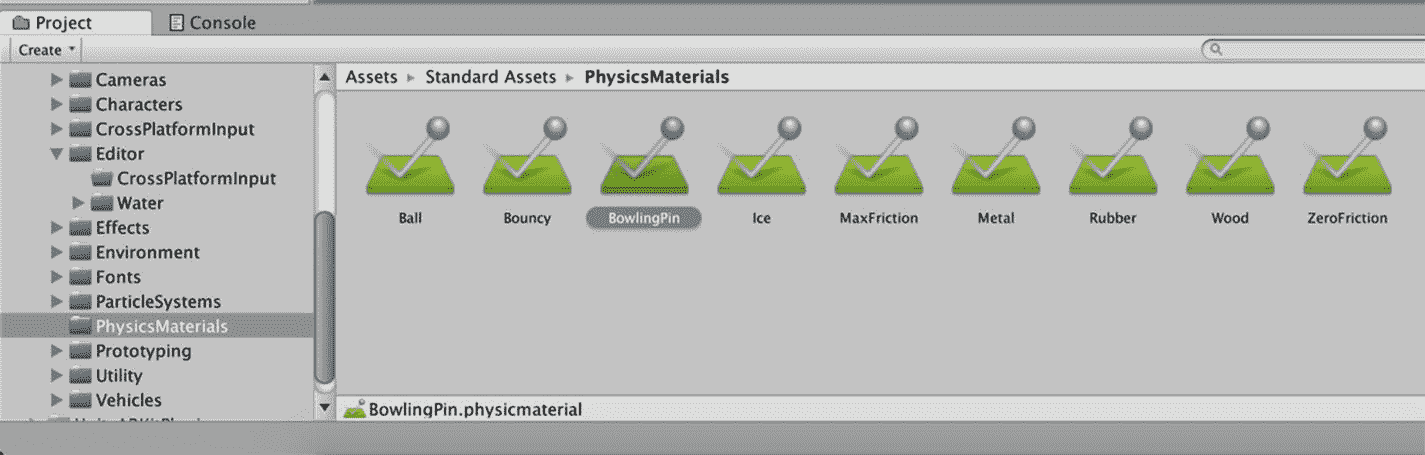 Project
Console
Create
Cameras
Characters
CrossPlatformInput
Editor
CrossPlatformInput
Water
Effects
Environment
Fonts
ParticleSystems
PhysicsMaterials
Prototyping
Utility
Vehicles
Assets ▸ Standard Assets ▸ PhysicsMaterials
Ball Bouncy BowlingPin Ice MaxFriction Metal Rubber Wood ZeroFriction
BowlingPin.physicmaterial